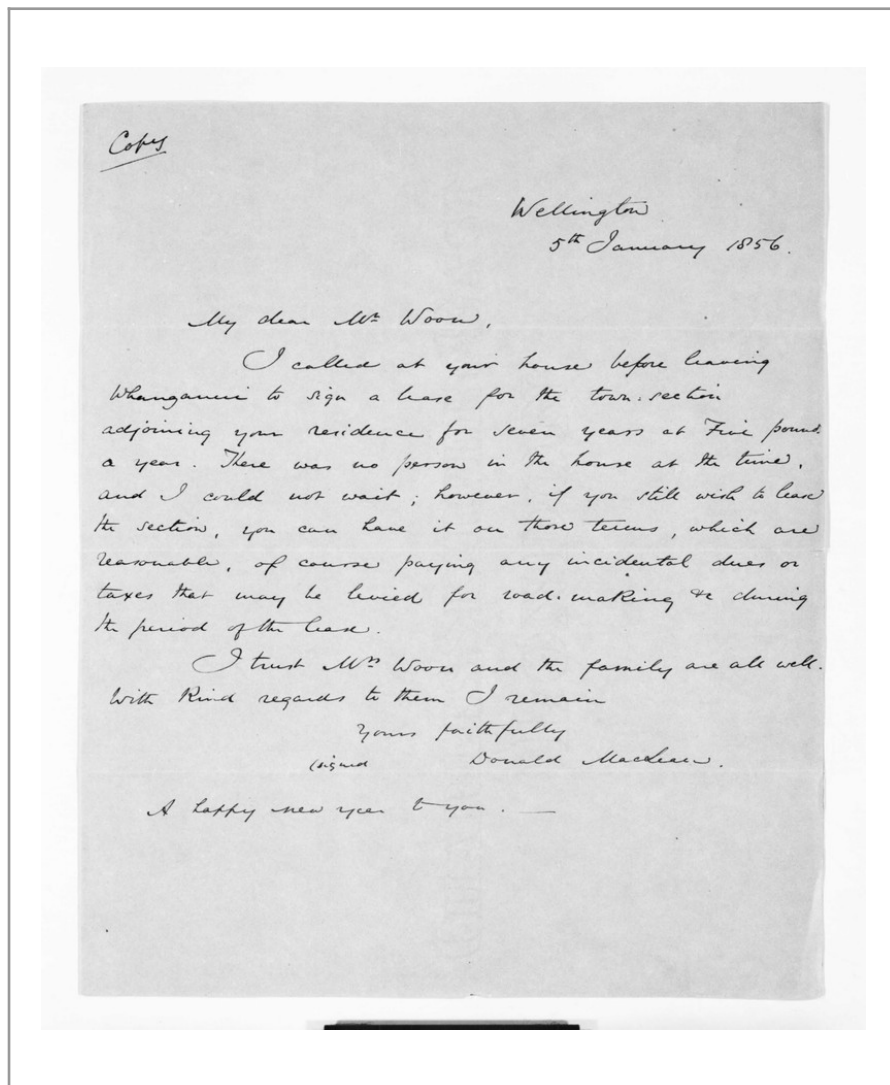 Copy
Wellington
5th January 1856.
My dear Mr Woon,
I called at your house before leaving
Whanganui to sign a lease for the town-section
adjoining your residence for seven years at Five pound
a year. There was no person in the house at the time,
and I could not wait; however, if you still wish to lease
the section, you can have it on those terms, which are
reasonable, of course paying any incidental dues or
taxes that may be levied for road-making &c during
the period of the lease.
I trust Mrs Woon and the family are all well.
With Kind regards to them I remain
Yours faithfully
(signed Donald MacLean.
A happy new year to you. —